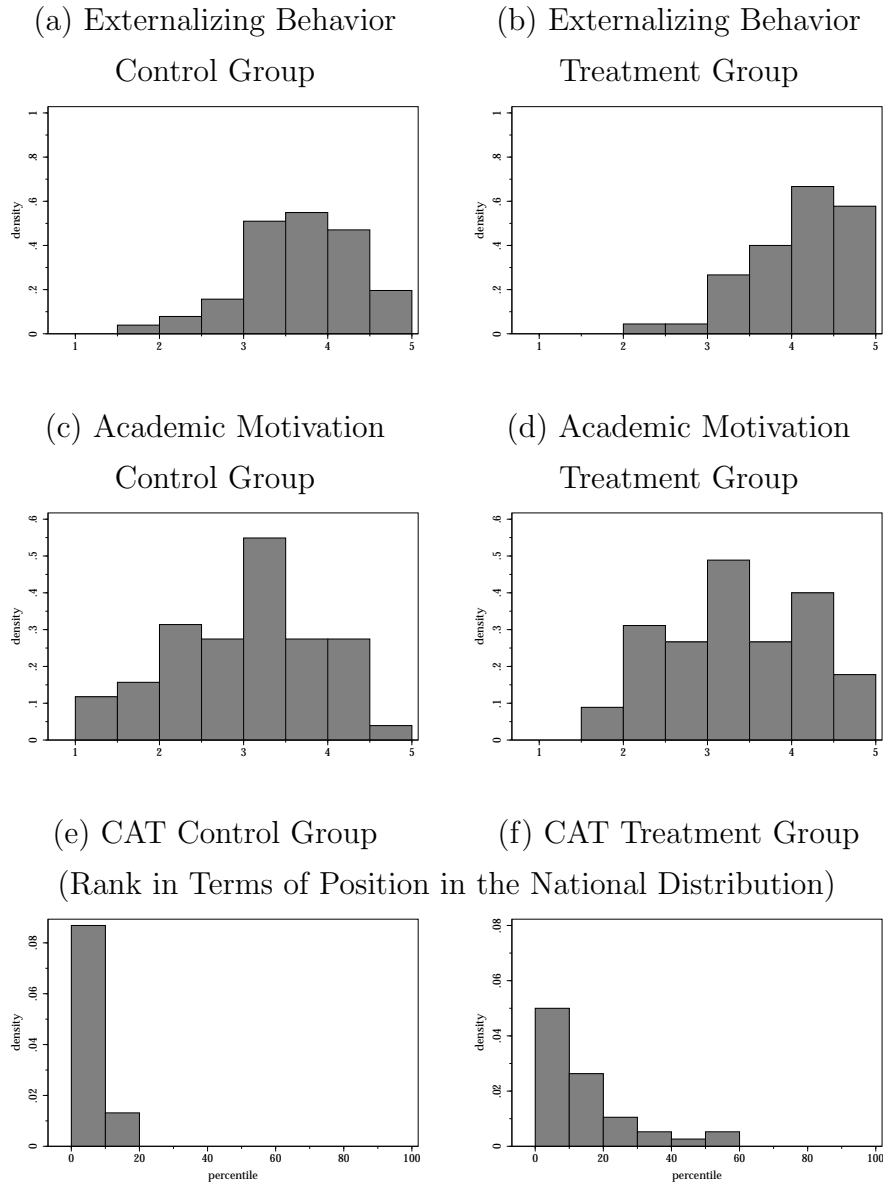 (a) Externalizing Behavior
Control Group
(b) Externalizing Behavior
Treatment Group
density
0 .2 .4 .6 .8 1
1 2 3 4 5
density
0 .2 .4 .6 .8 1
1 2 3 4 5
(c) Academic Motivation
Control Group
(d) Academic Motivation
Treatment Group
density
0 .1 .2 .3 .4 .5 .6
1 2 3 4 5
density
0 .1 .2 .3 .4 .5 .6
1 2 3 4 5
(e) CAT Control Group
(f) CAT Treatment Group
(Rank in Terms of Position in the National Distribution)
density
0 .02 .04 .06 .08
0 20 40 60 80 100
percentile
density
0 .02 .04 .06 .08
0 20 40 60 80 100
percentile